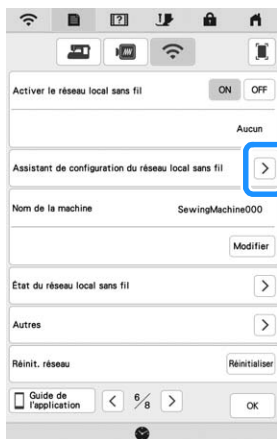 Activer le réseau local sans fil ON OFF
Aucun
Assistant de configuration du réseau local sans fil >
Nom de la machine SewingMachine000
Modifier
État du réseau local sans fil >
Autres >
Réinit. réseau Réinitialiser
Guide de
l'application < 6/8 > OK